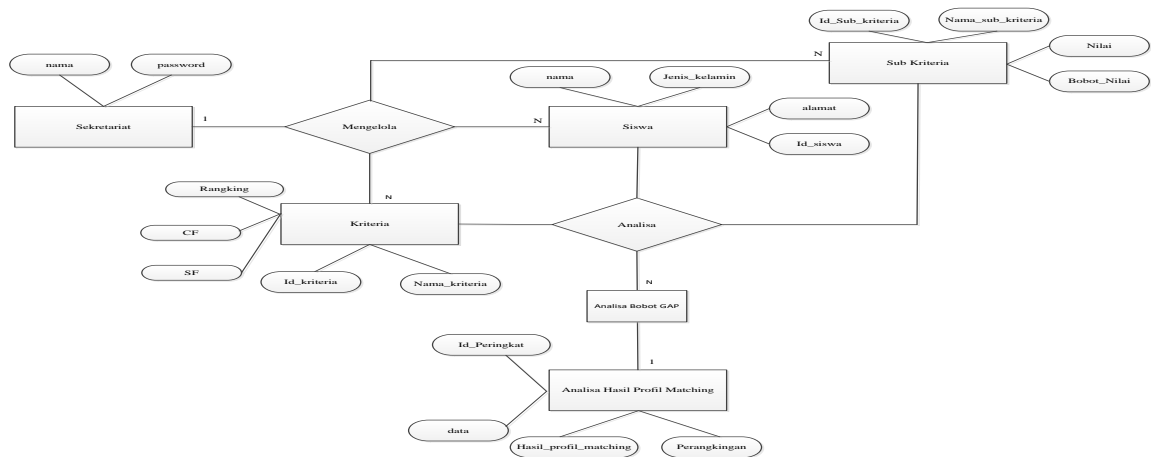 Id_Sub_kriteria
Nama_sub_kriteria
nama
password
N
Sub Kriteria
Nilai
Bobot_Nilai
nama
Jenis_kelamin
Sekretariat
1
Mengelola
N
Siswa
alamat
Id_siswa
Rangking
N
CF
Kriteria
Analisa
SF
Id_kriteria
Nama_kriteria
N
Analisa Bobot GAP
Id_Peringkat
1
Analisa Hasil Profil Matching
data
Hasil_profil_matching
Perangkingan